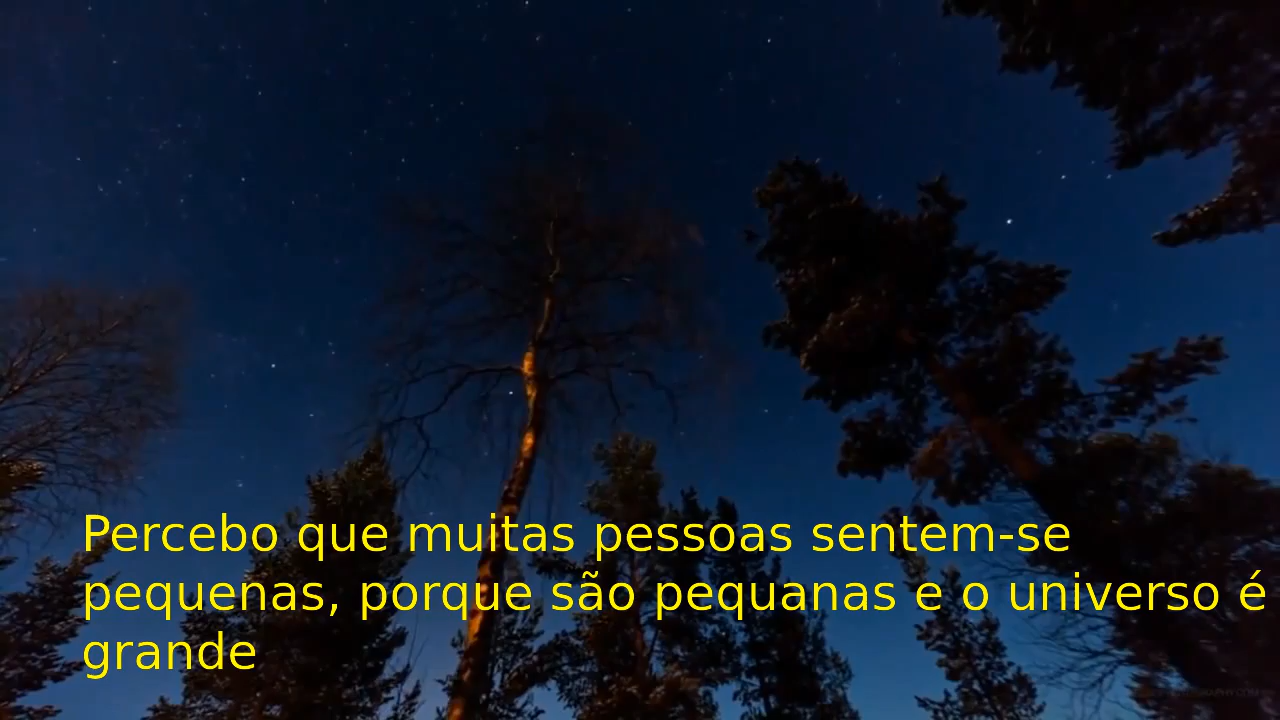 Percebo que muitas pessoas sentem-se
pequenas, porque são pequanas e o universo é
grande